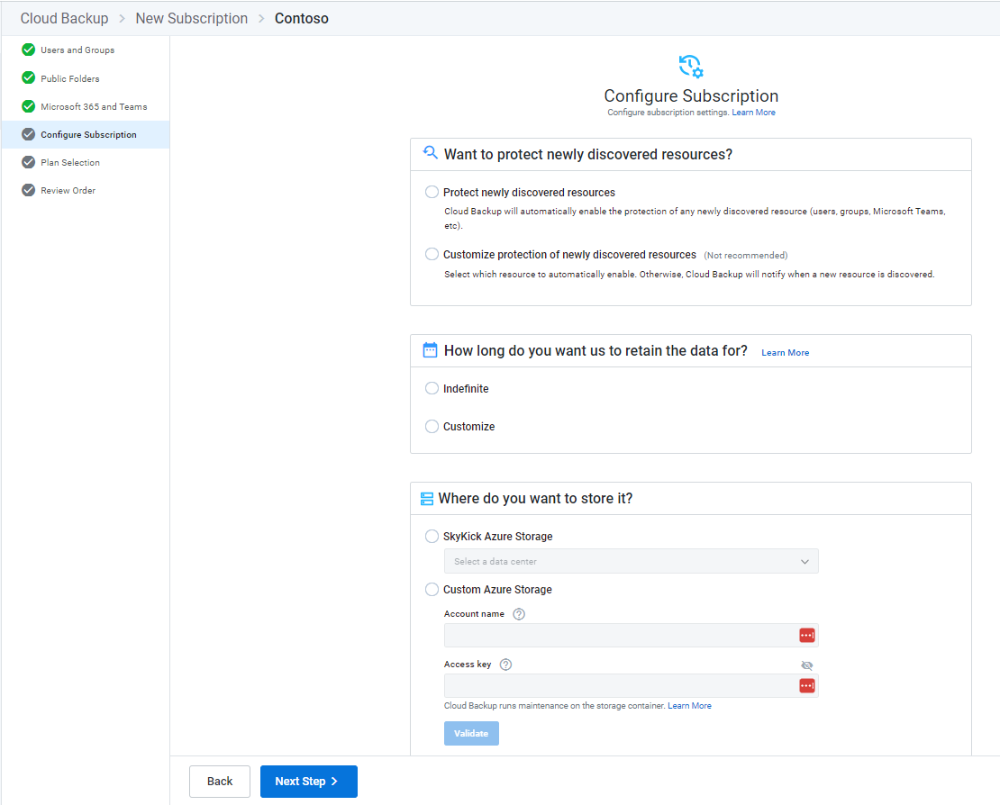 Cloud Backup > New Subscription > Contoso
Users and Groups
Public Folders
Microsoft 365 and Teams
Configure Subscription
Plan Selection
Review Order
Configure Subscription
Configure subscription settings. Learn More
Want to protect newly discovered resources?
Protect newly discovered resources
Cloud Backup will automatically enable the protection of any newly discovered resource (users, groups, Microsoft Teams,
etc).
Customize protection of newly discovered resources (Not recommended)
Select which resource to automatically enable. Otherwise, Cloud Backup will notify when a new resource is discovered.
How long do you want us to retain the data for? Learn More
Indefinite
Customize
Where do you want to store it?
SkyKick Azure Storage
Select a data center
Custom Azure Storage
Account name ?
Access key ?
Cloud Backup runs maintenance on the storage container. Learn More
Validate
Back
Next Step >